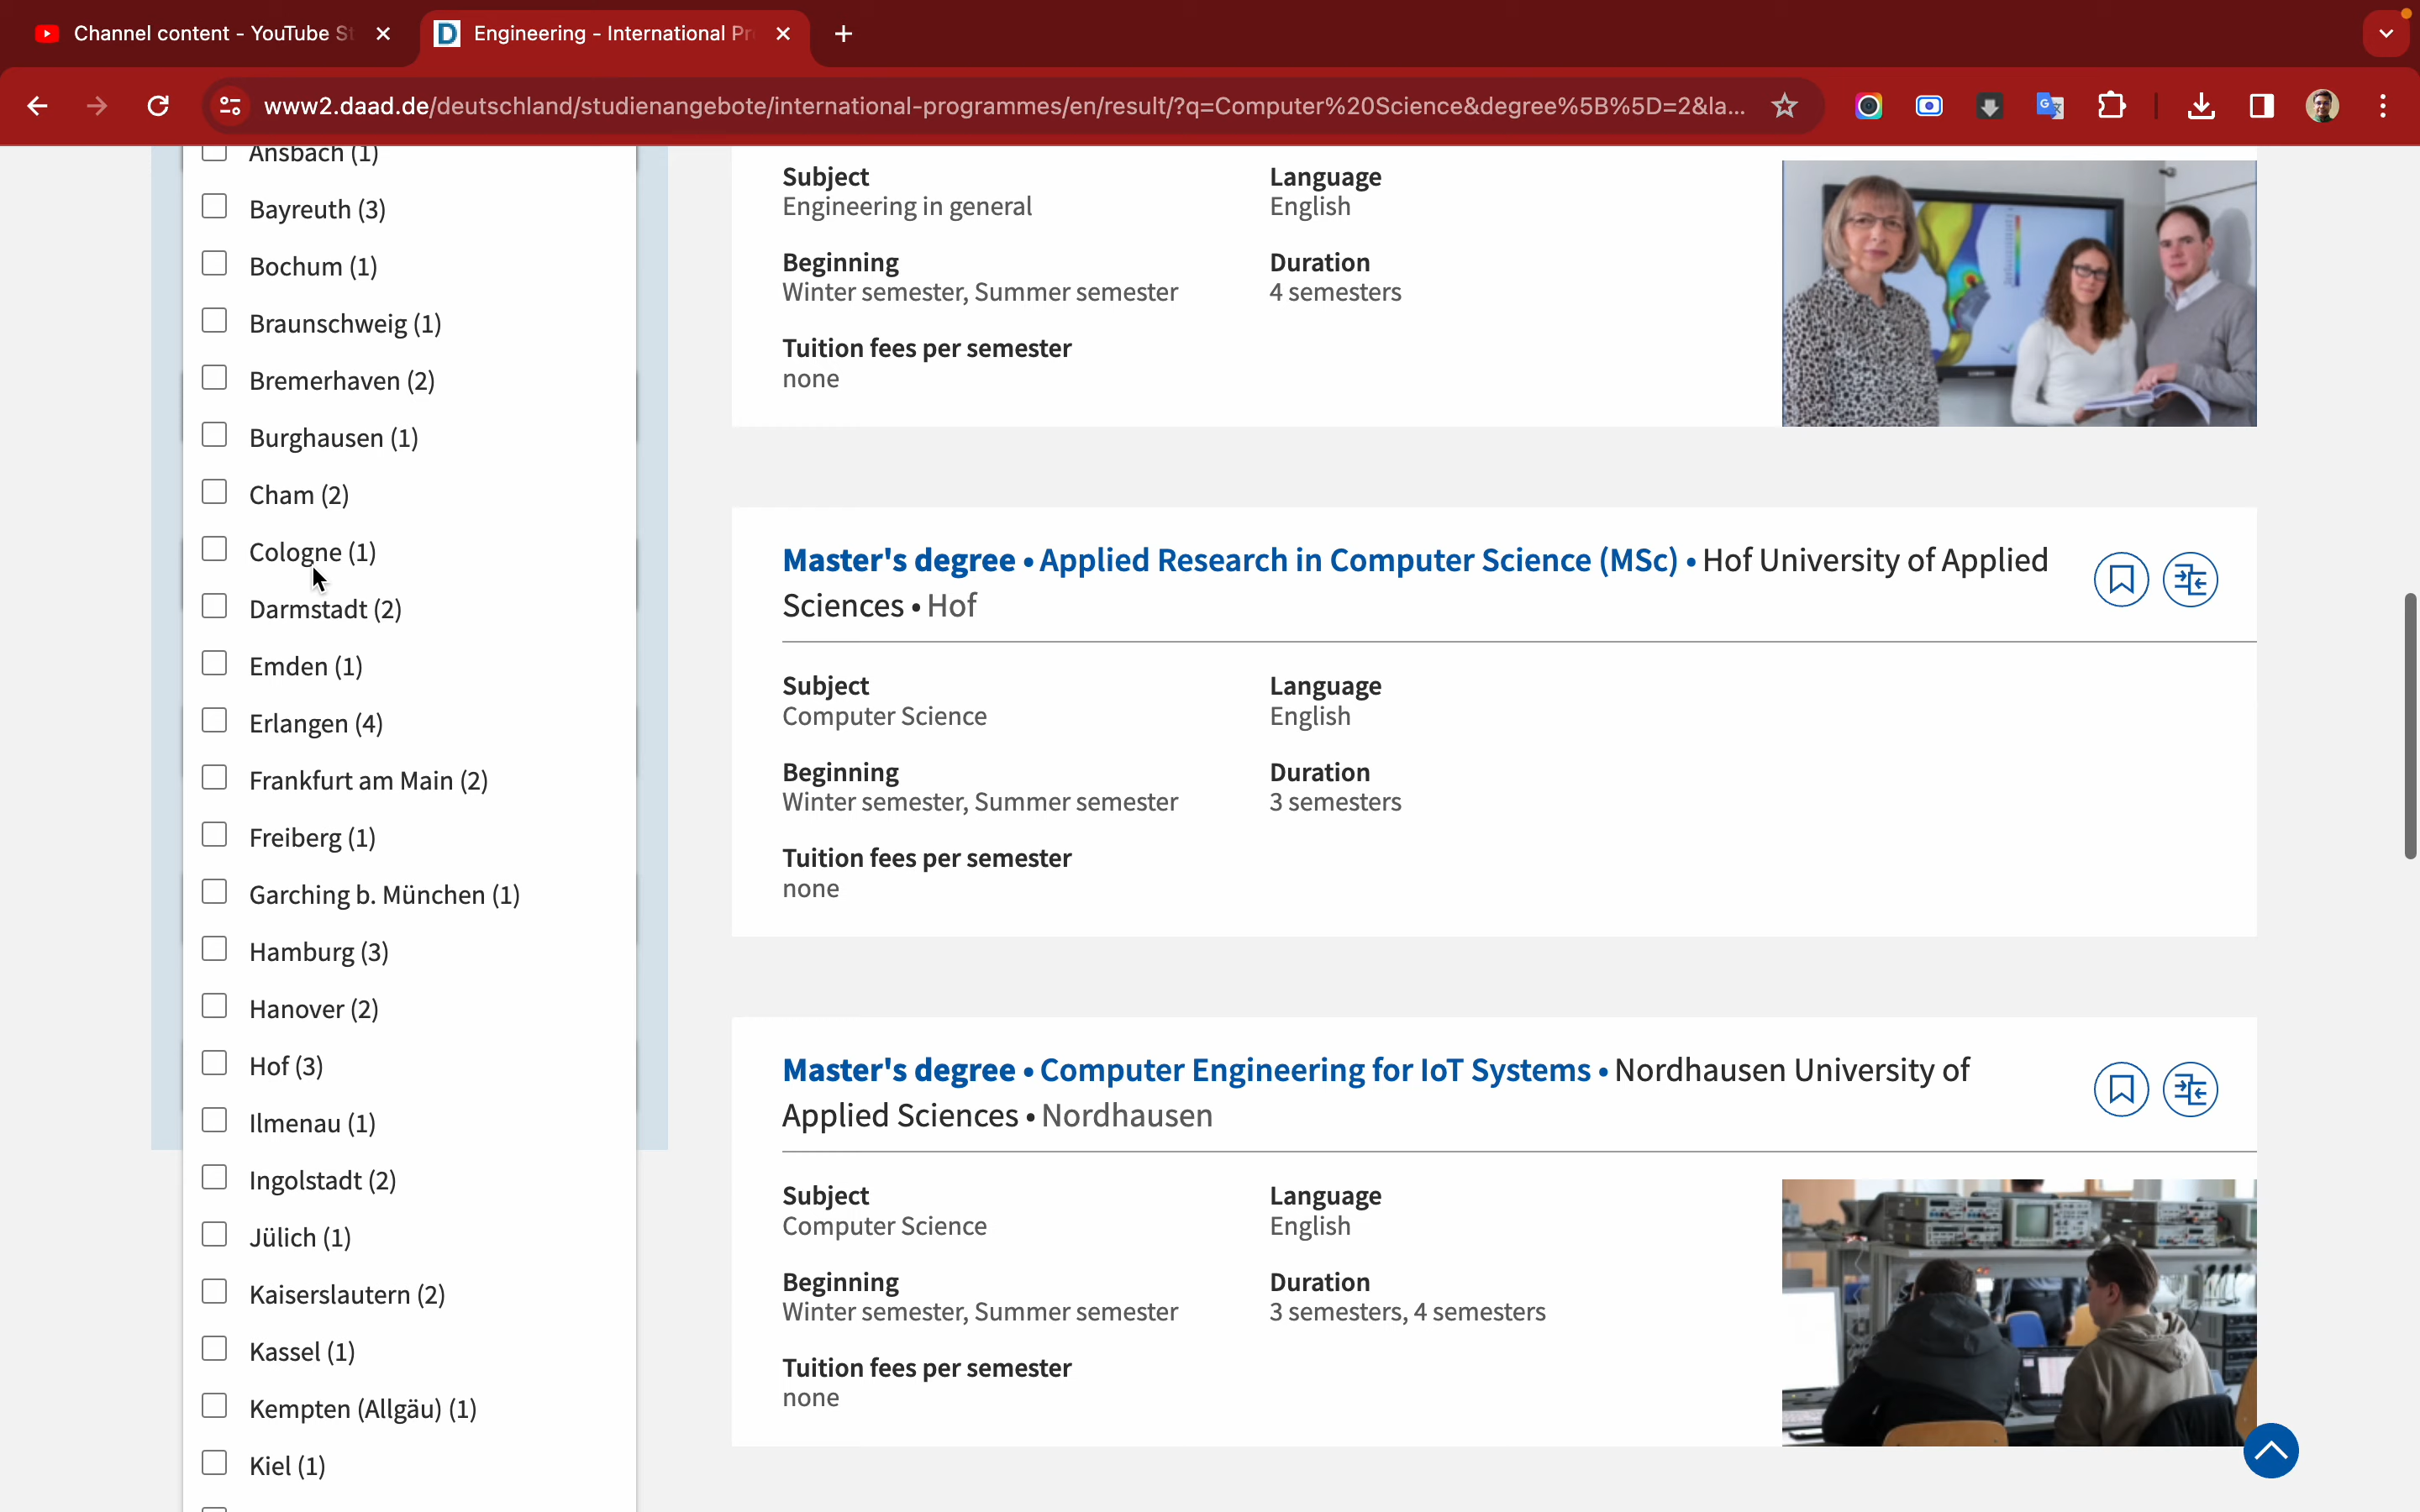 Channel content - YouTube St
Engineering - International Pr
www2.daad.de/deutschland/studienangebote/international-programmes/en/result/?q=Computer%20Science&degree%5B%5D=2&la...
Ansbach (1)
Bayreuth (3)
Bochum (1)
Braunschweig (1)
Bremerhaven (2)
Burghausen (1)
Cham (2)
Cologne (1)
Darmstadt (2)
Emden (1)
Erlangen (4)
Frankfurt am Main (2)
Freiberg (1)
Garching b. München (1)
Hamburg (3)
Hanover (2)
Hof (3)
Ilmenau (1)
Ingolstadt (2)
Jülich (1)
Kaiserslautern (2)
Kassel (1)
Kempten (Allgäu) (1)
Kiel (1)
Subject Language
Engineering in general English
Beginning Duration
Winter semester, Summer semester 4 semesters
Tuition fees per semester
none
Master's degree • Applied Research in Computer Science (MSc) • Hof University of Applied
Sciences • Hof
Subject Language
Computer Science English
Beginning Duration
Winter semester, Summer semester 3 semesters
Tuition fees per semester
none
Master's degree • Computer Engineering for IoT Systems • Nordhausen University of
Applied Sciences • Nordhausen
Subject Language
Computer Science English
Beginning Duration
Winter semester, Summer semester 3 semesters, 4 semesters
Tuition fees per semester
none